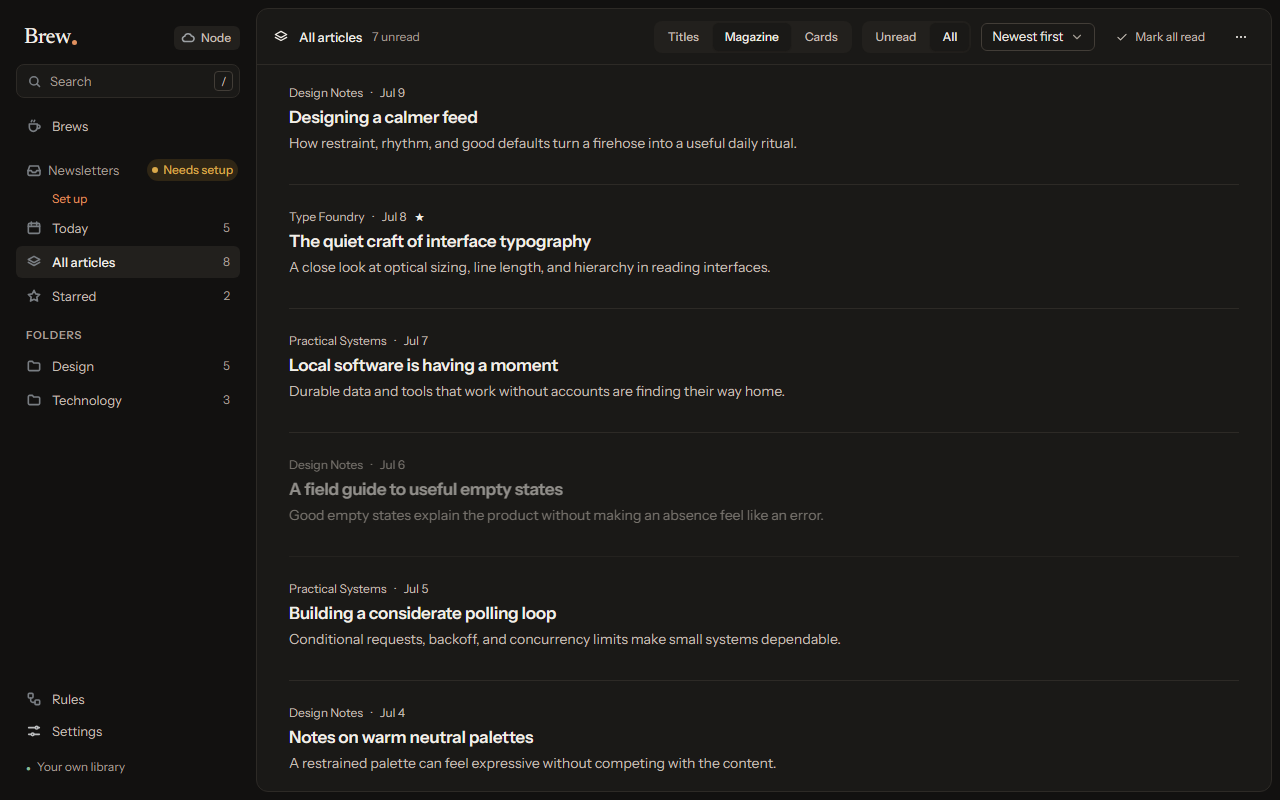 Brew.
Node
Search /
Brews
Newsletters Needs setup
Set up
Today 5
All articles 8
Starred 2
FOLDERS
Design 5
Technology 3
Rules
Settings
Your own library
All articles 7 unread
Titles Magazine Cards
Unread All
Newest first
Mark all read
Design Notes · Jul 9
Designing a calmer feed
How restraint, rhythm, and good defaults turn a firehose into a useful daily ritual.
Type Foundry · Jul 8 ★
The quiet craft of interface typography
A close look at optical sizing, line length, and hierarchy in reading interfaces.
Practical Systems · Jul 7
Local software is having a moment
Durable data and tools that work without accounts are finding their way home.
Design Notes · Jul 6
A field guide to useful empty states
Good empty states explain the product without making an absence feel like an error.
Practical Systems · Jul 5
Building a considerate polling loop
Conditional requests, backoff, and concurrency limits make small systems dependable.
Design Notes · Jul 4
Notes on warm neutral palettes
A restrained palette can feel expressive without competing with the content.